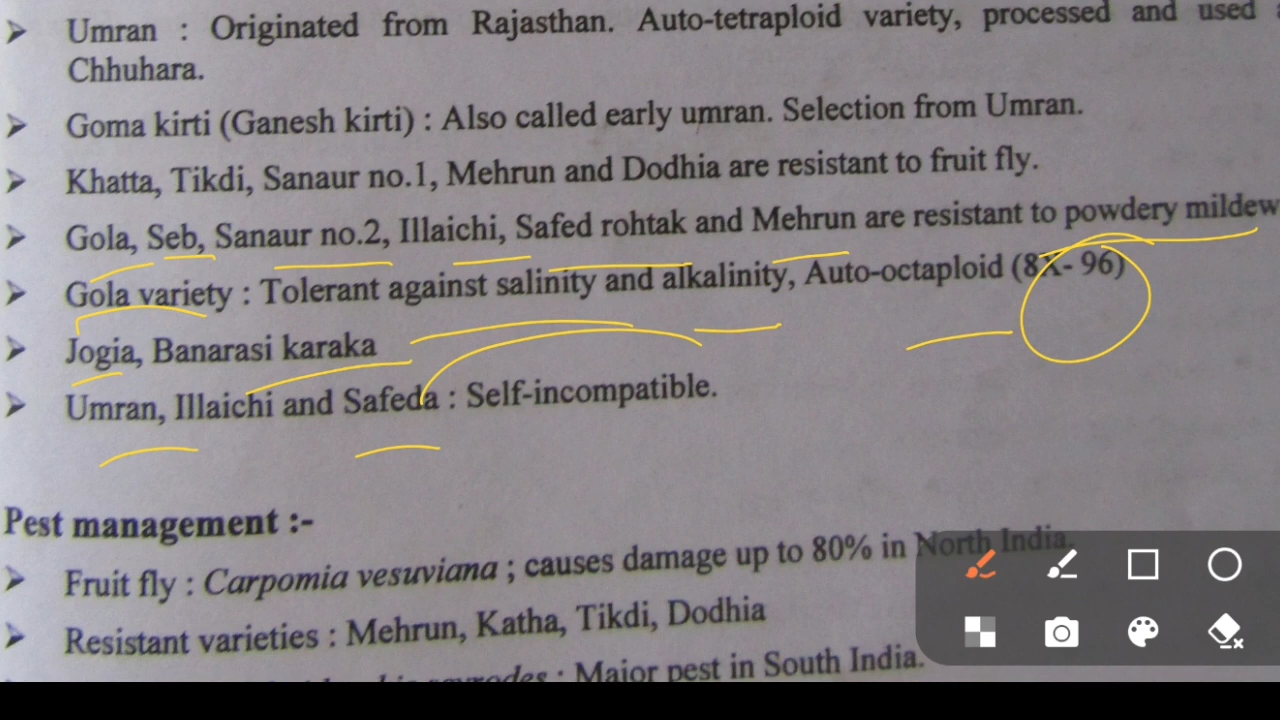 ➤ Umran : Originated from Rajasthan. Auto-tetraploid variety, processed and used
Chhuhara.
➤ Goma kirti (Ganesh kirti) : Also called early umran. Selection from Umran.
➤ Khatta, Tikdi, Sanaur no.1, Mehrun and Dodhia are resistant to fruit fly.
➤ Gola, Seb, Sanaur no.2, Illaichi, Safed rohtak and Mehrun are resistant to powdery mildew
➤ Gola variety : Tolerant against salinity and alkalinity, Auto-octaploid (8X- 96)
➤ Jogia, Banarasi karaka
➤ Umran, Illaichi and Safeda : Self-incompatible.
Pest management :-
➤ Fruit fly : Carpomia vesuviana ; causes damage up to 80% in North India.
➤ Resistant varieties : Mehrun, Katha, Tikdi, Dodhia
: Major pest in South India.